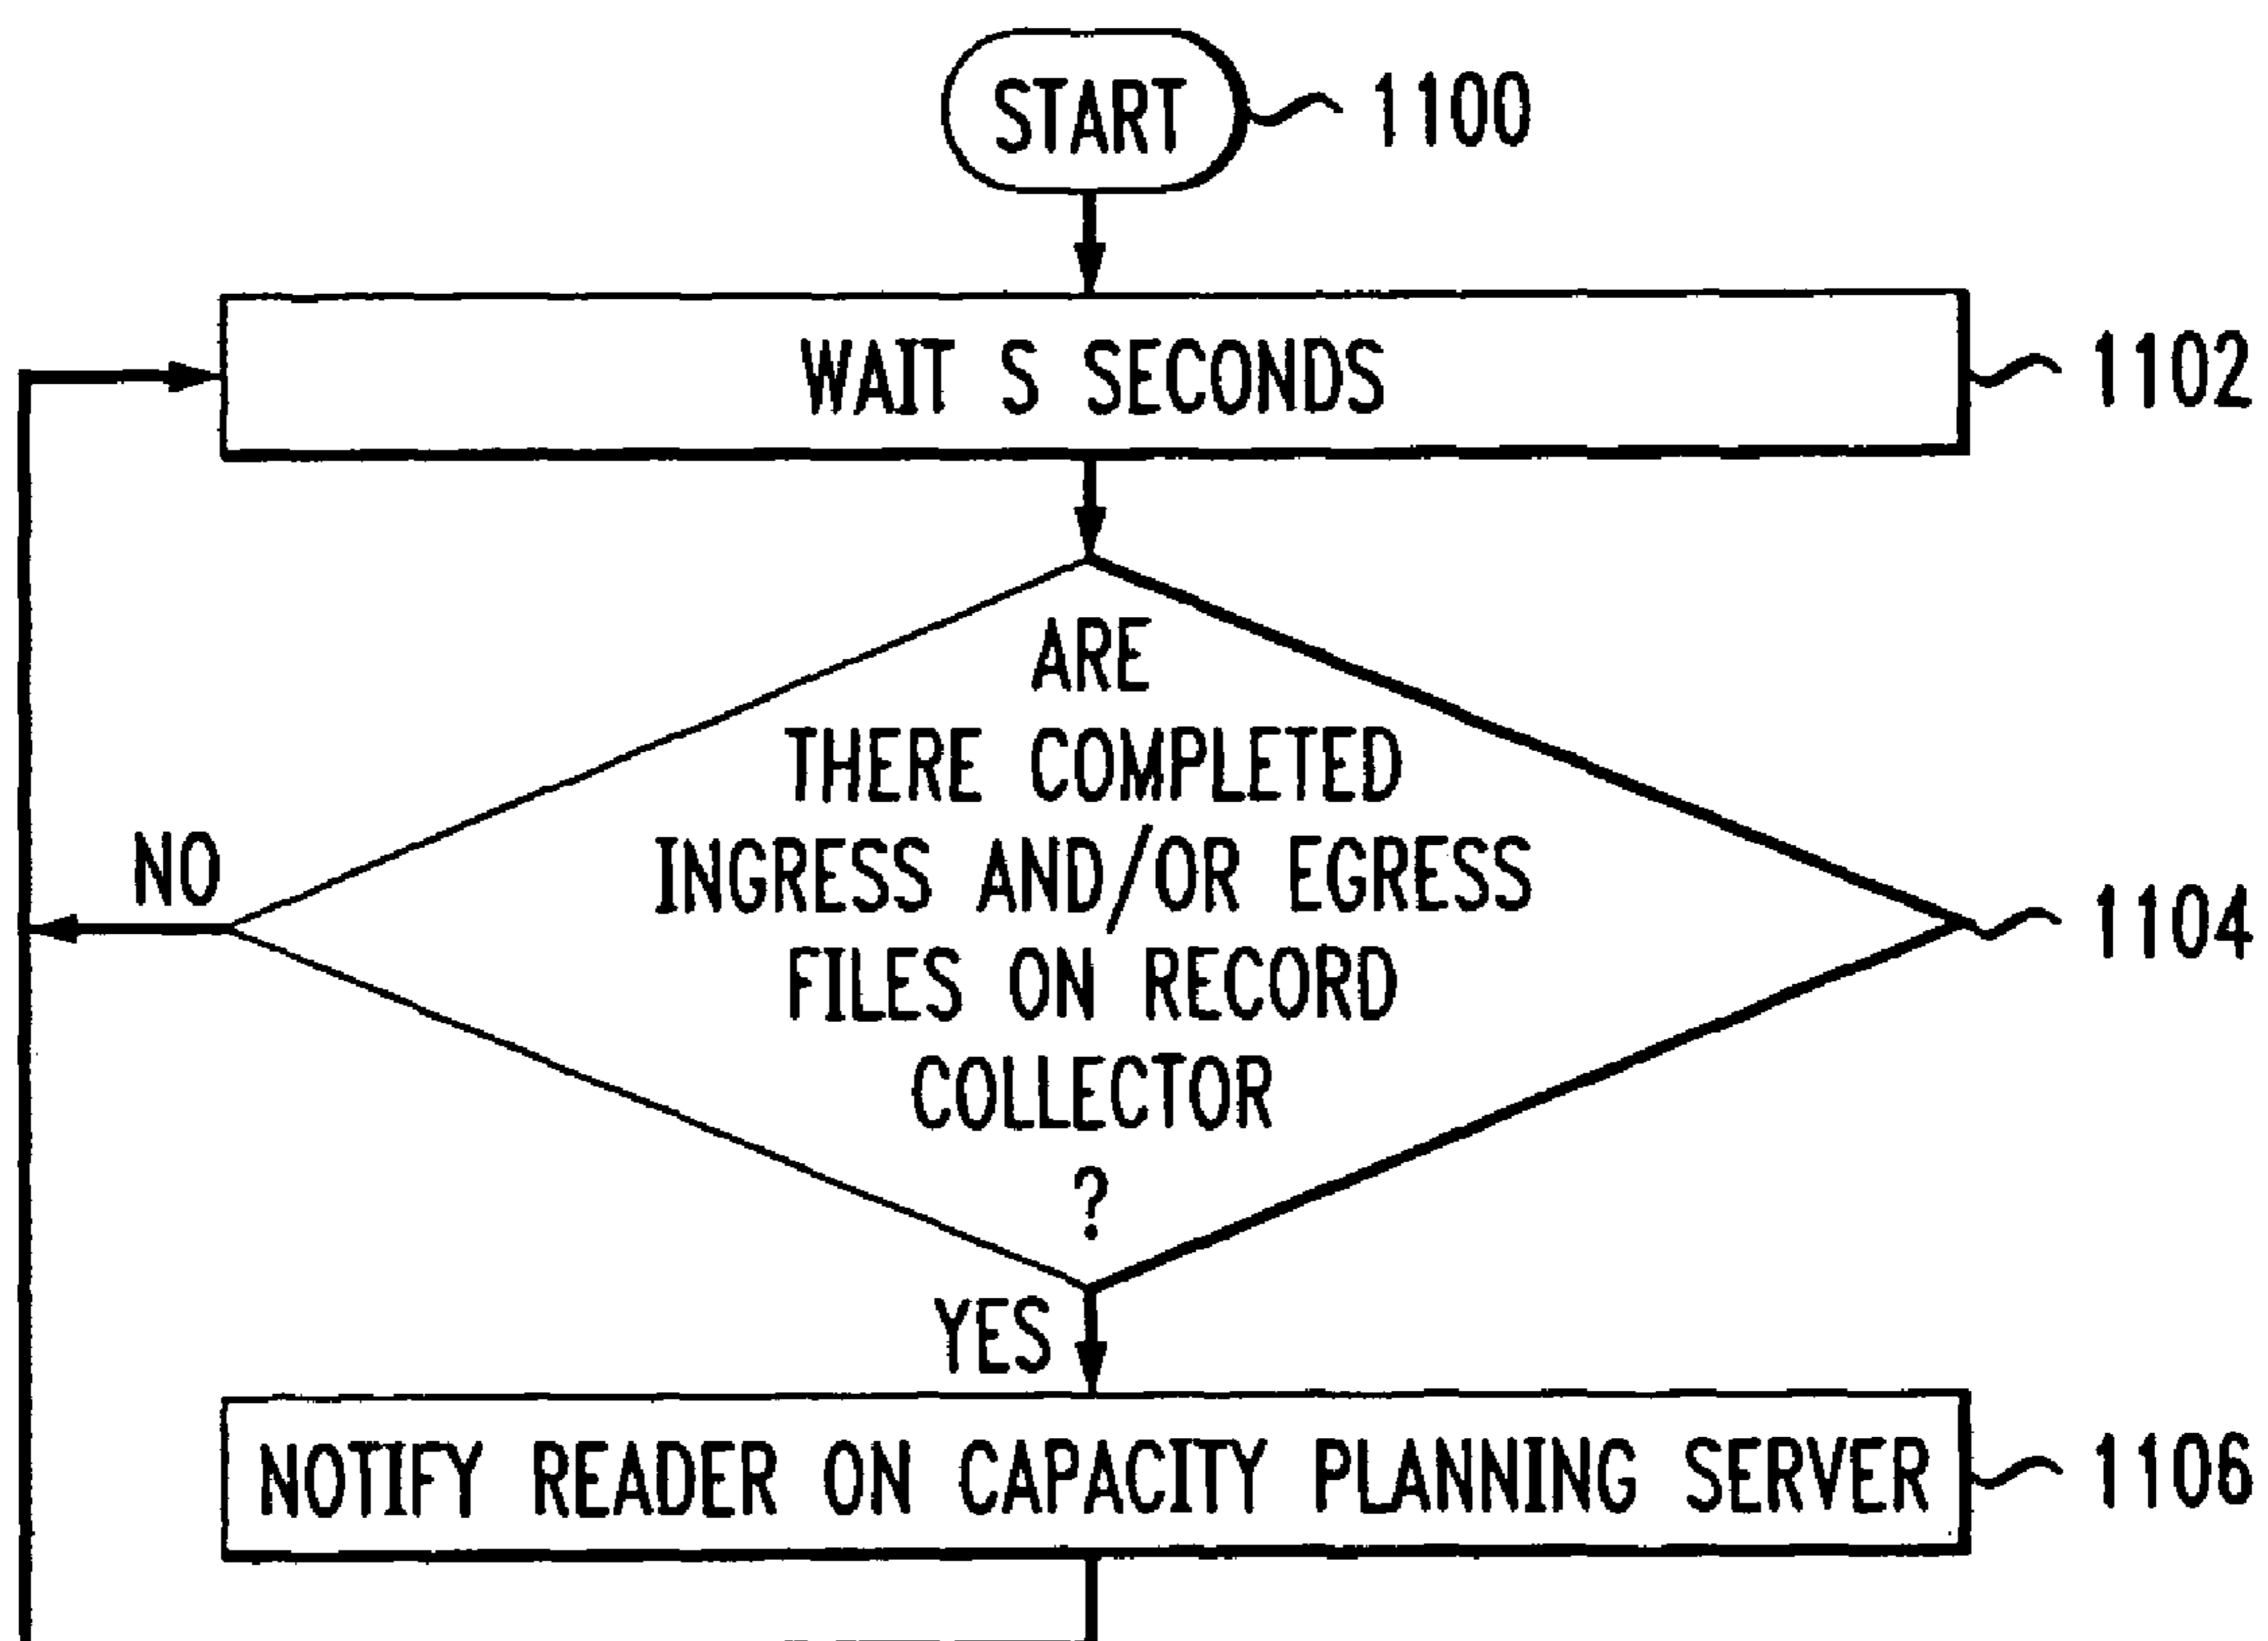 START 1100
WAIT S SECONDS 1102
ARE
THERE COMPLETED
INGRESS AND/OR EGRESS
NO
1104
FILES ON RECORD
COLLECTOR
?
YES
NOTIFY READER ON CAPACITY PLANNING SERVER 1106